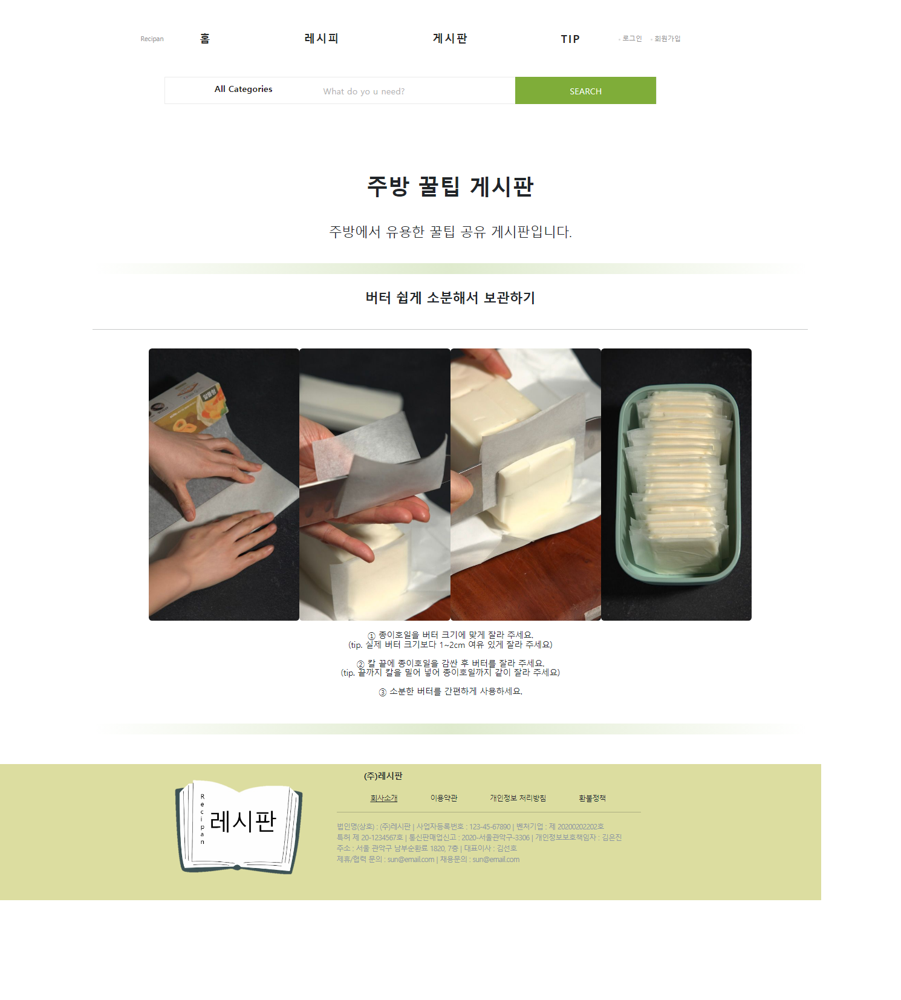 Recipan
홈
레시피
게시판
TIP
로그인
회원가입
All Categories
What do yo u need?
SEARCH
주방 꿀팁 게시판
주방에서 유용한 꿀팁 공유 게시판입니다.
버터 쉽게 소분해서 보관하기
알뜰형
① 종이호일을 버터 크기에 맞게 잘라 주세요.
(tip. 실제 버터 크기보다 1~2cm 여유 있게 잘라 주세요)
② 칼 끝에 종이호일을 감싼 후 버터를 잘라 주세요.
(tip. 끝까지 칼을 밀어 넣어 종이호일까지 같이 잘라 주세요)
③ 소분한 버터를 간편하게 사용하세요.
Recipan
레시판
(주)레시판
회사소개
이용약관
개인정보 처리방침
환불정책
법인명(상호) : (주)레시판 | 사업자등록번호 : 123-45-67890 | 벤처기업 : 제 20200202202호
특허 제 20-1234567호 | 통신판매업신고 : 2020-서울관악구-3306 | 개인정보보호책임자 : 김은진
주소 : 서울 관악구 남부순환료 1820, 7층 | 대표이사 : 김선호
제휴/협력 문의 : sun@email.com | 채용문의 : sun@email.com